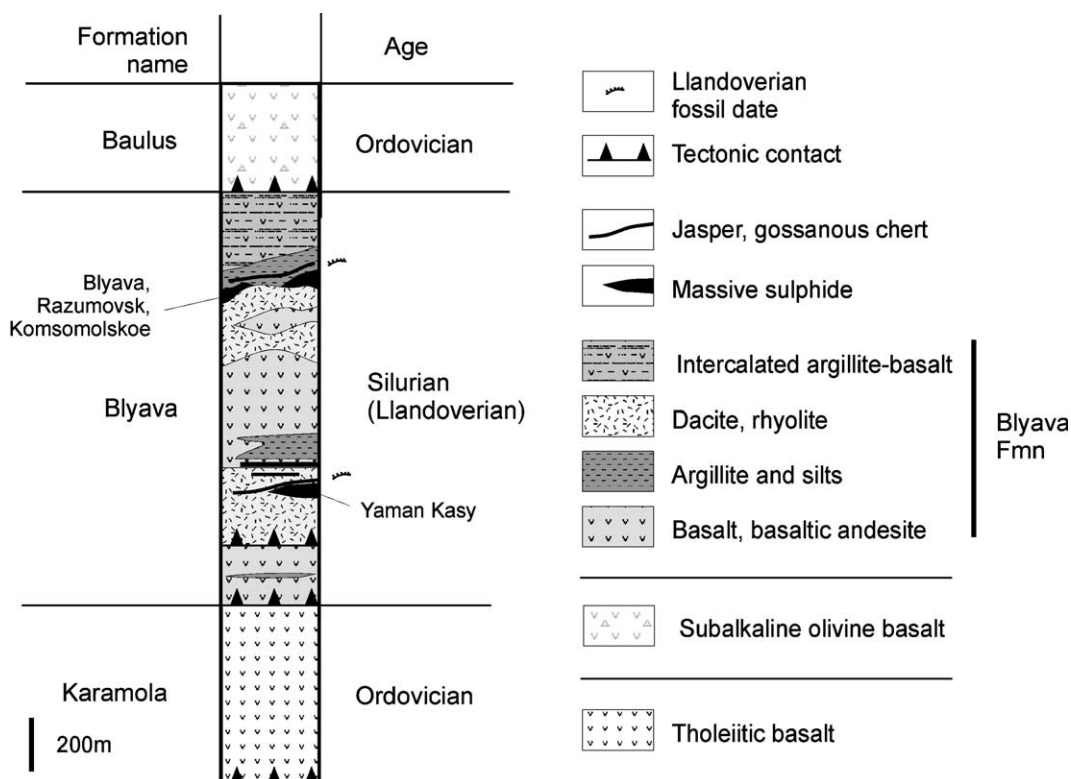 Formation
name
Age
Baulus
Ordovician
Blyava,
Razumovsk,
Komsomolskoe
Blyava
Silurian
(Llandoverian)
Yaman Kasy
Karamola
Ordovician
200m
Llandoverian
fossil date
Tectonic contact
Jasper, gossanous chert
Massive sulphide
Intercalated argillite-basalt
Dacite, rhyolite
Argillite and silts
Basalt, basaltic andesite
Blyava
Fmn
Subalkaline olivine basalt
Tholeiitic basalt